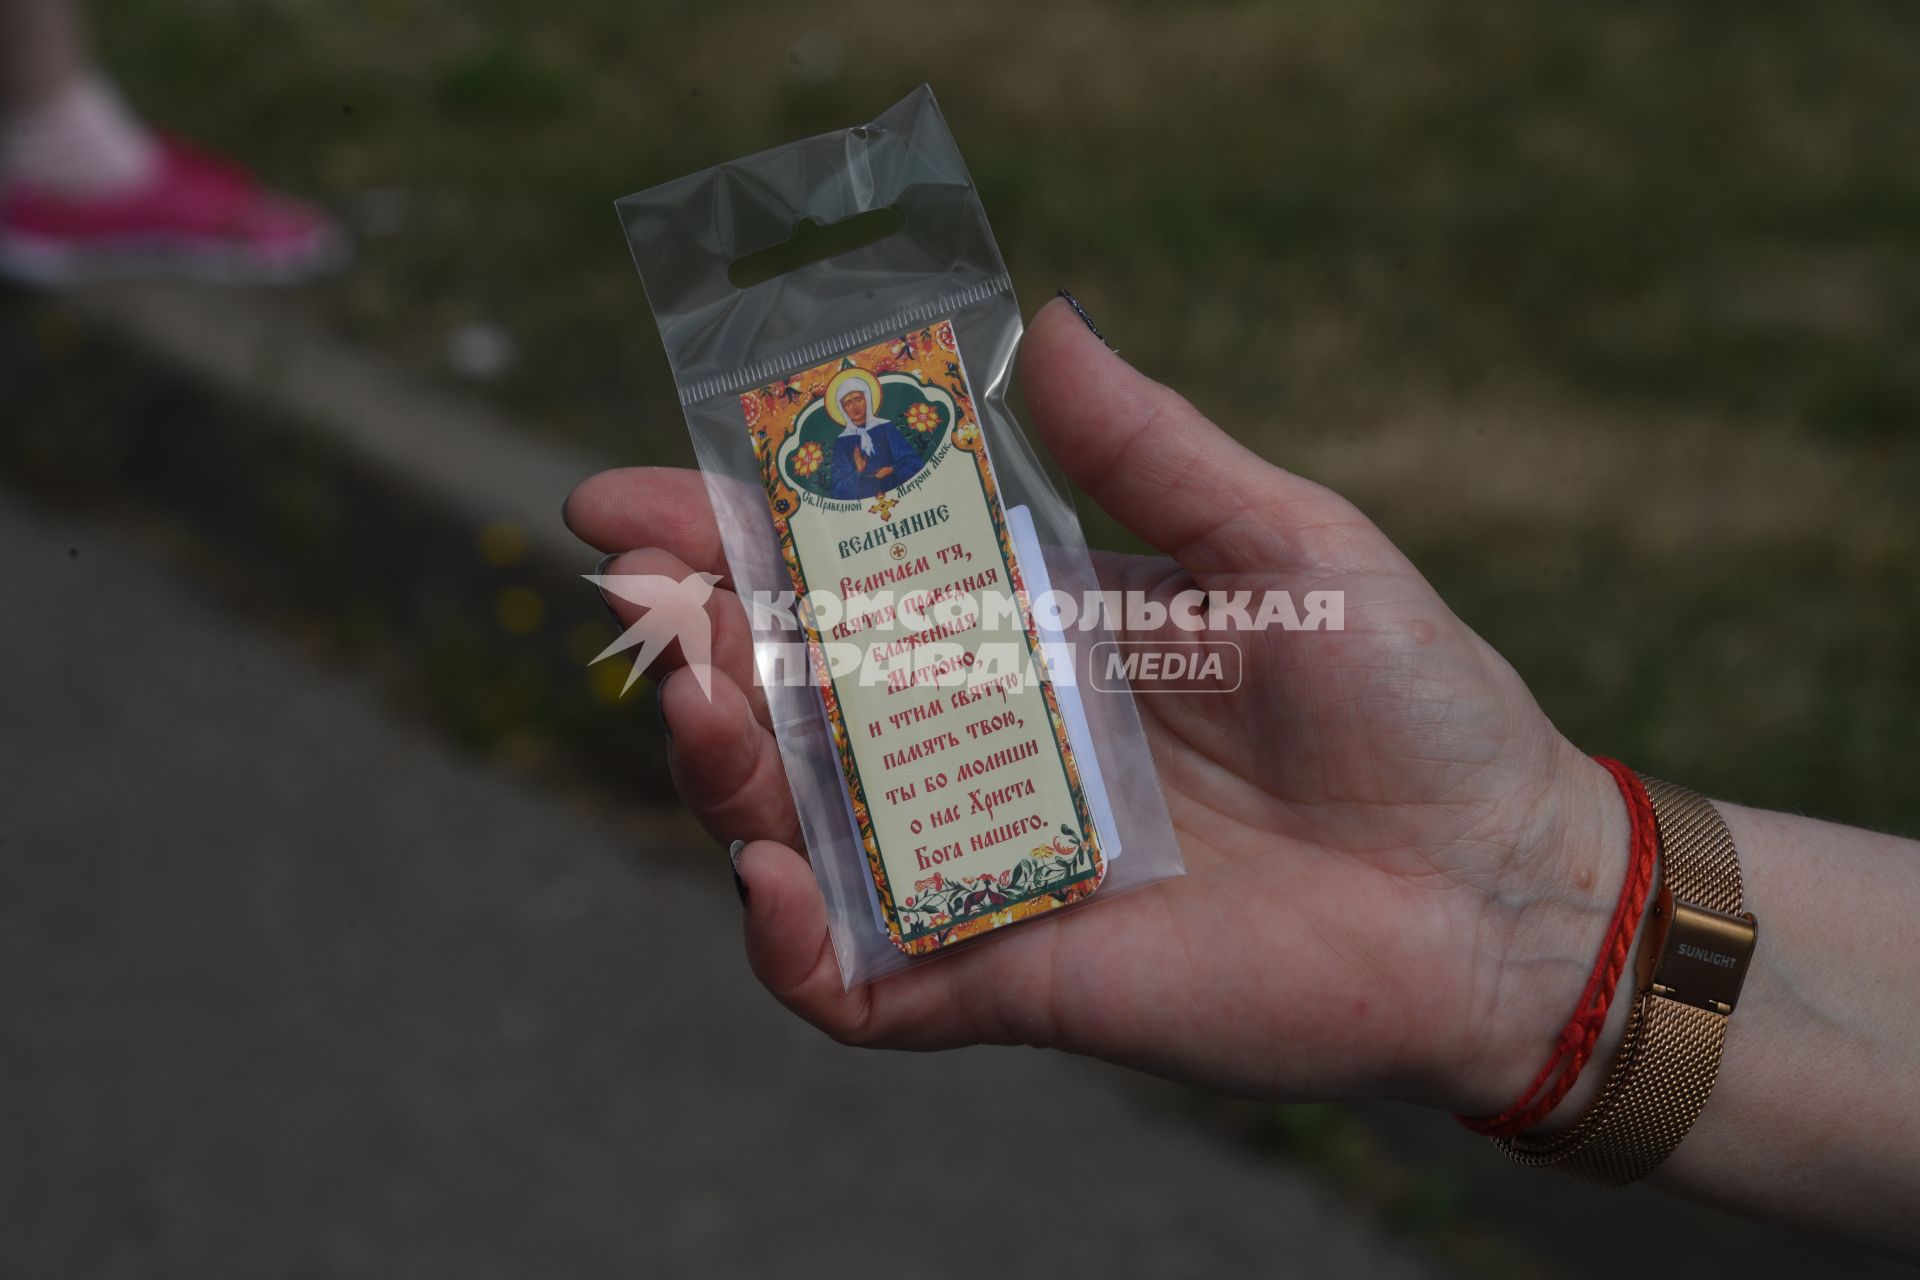 Св. Праведной Матроне Моск.
ВЕЛИЧАНИЕ
Величаем тя,
святая праведная
блаженная
Матроно,
и чтим святую
память твою,
ты бо молиши
о нас Христа
Бога нашего.
КОМСОМОЛЬСКАЯ
ПРАВДА MEDIA
SUNLIGHT